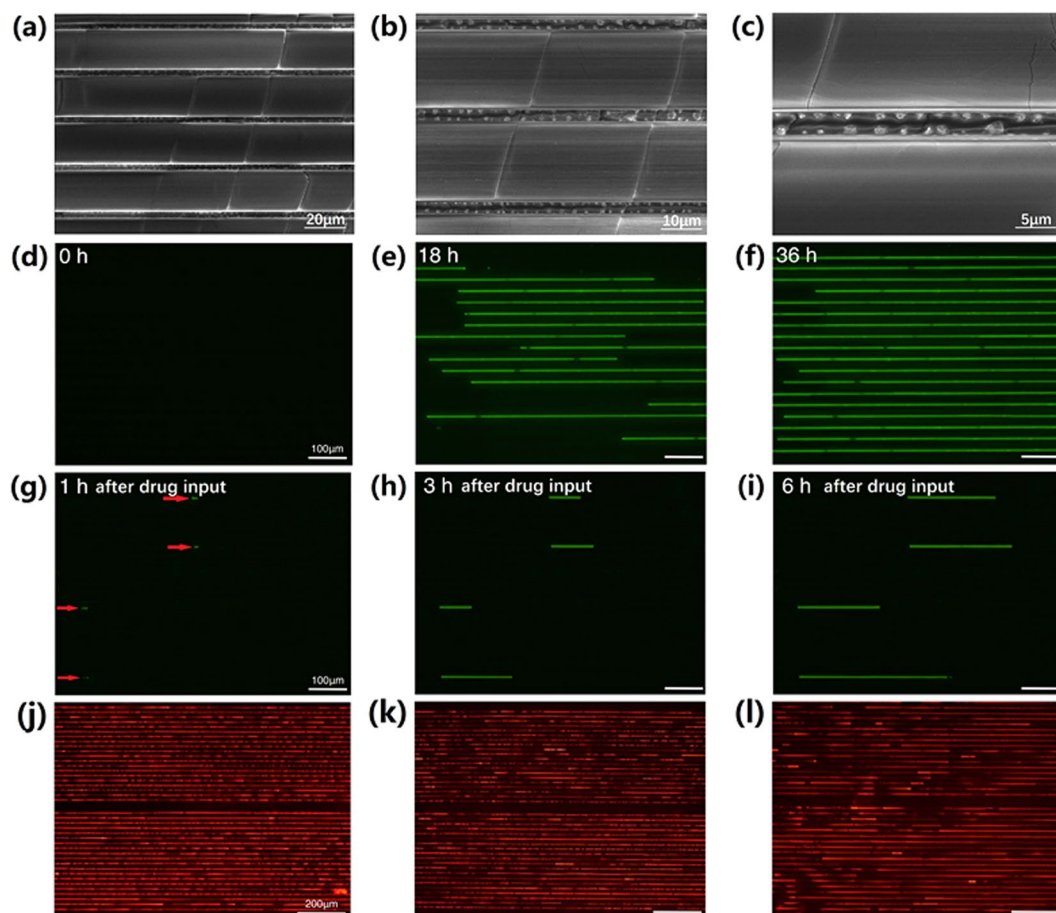 (a)
(b)
(c)
20μm
10μm
5μm
(d) 0 h
(e) 18 h
(f) 36 h
100μm
(g) 1 h after drug input
(h) 3 h after drug input
(i) 6 h after drug input
100μm
(j)
(k)
(l)
200μm